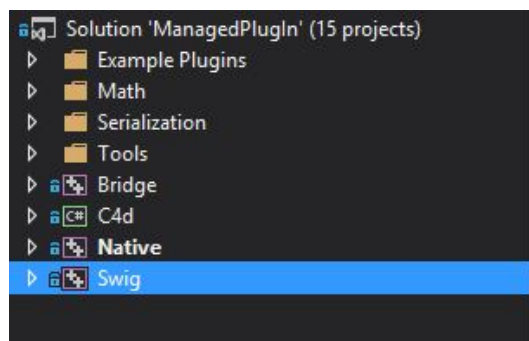 Solution 'ManagedPlugIn' (15 projects)
Example Plugins
Math
Serialization
Tools
Bridge
C# C4d
Native
Swig